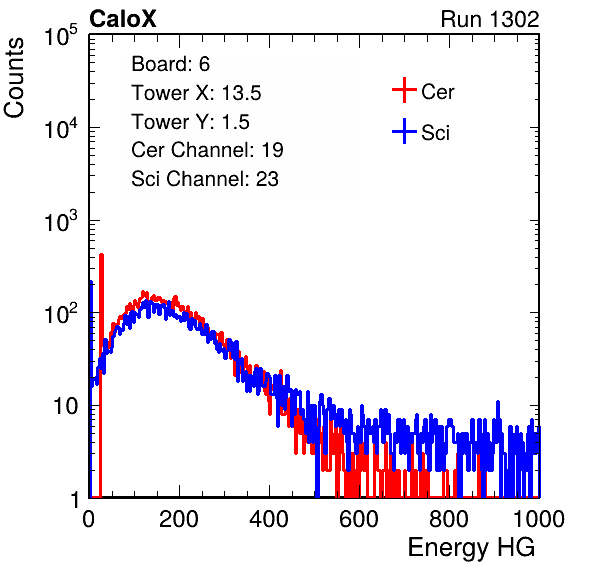 CaloX Run 1302
Counts
Board: 6
Tower X: 13.5
Tower Y: 1.5
Cer Channel: 19
Sci Channel: 23
Cer
Sci
10^5
10^4
10^3
10^2
10
1
0 200 400 600 800 1000
Energy HG